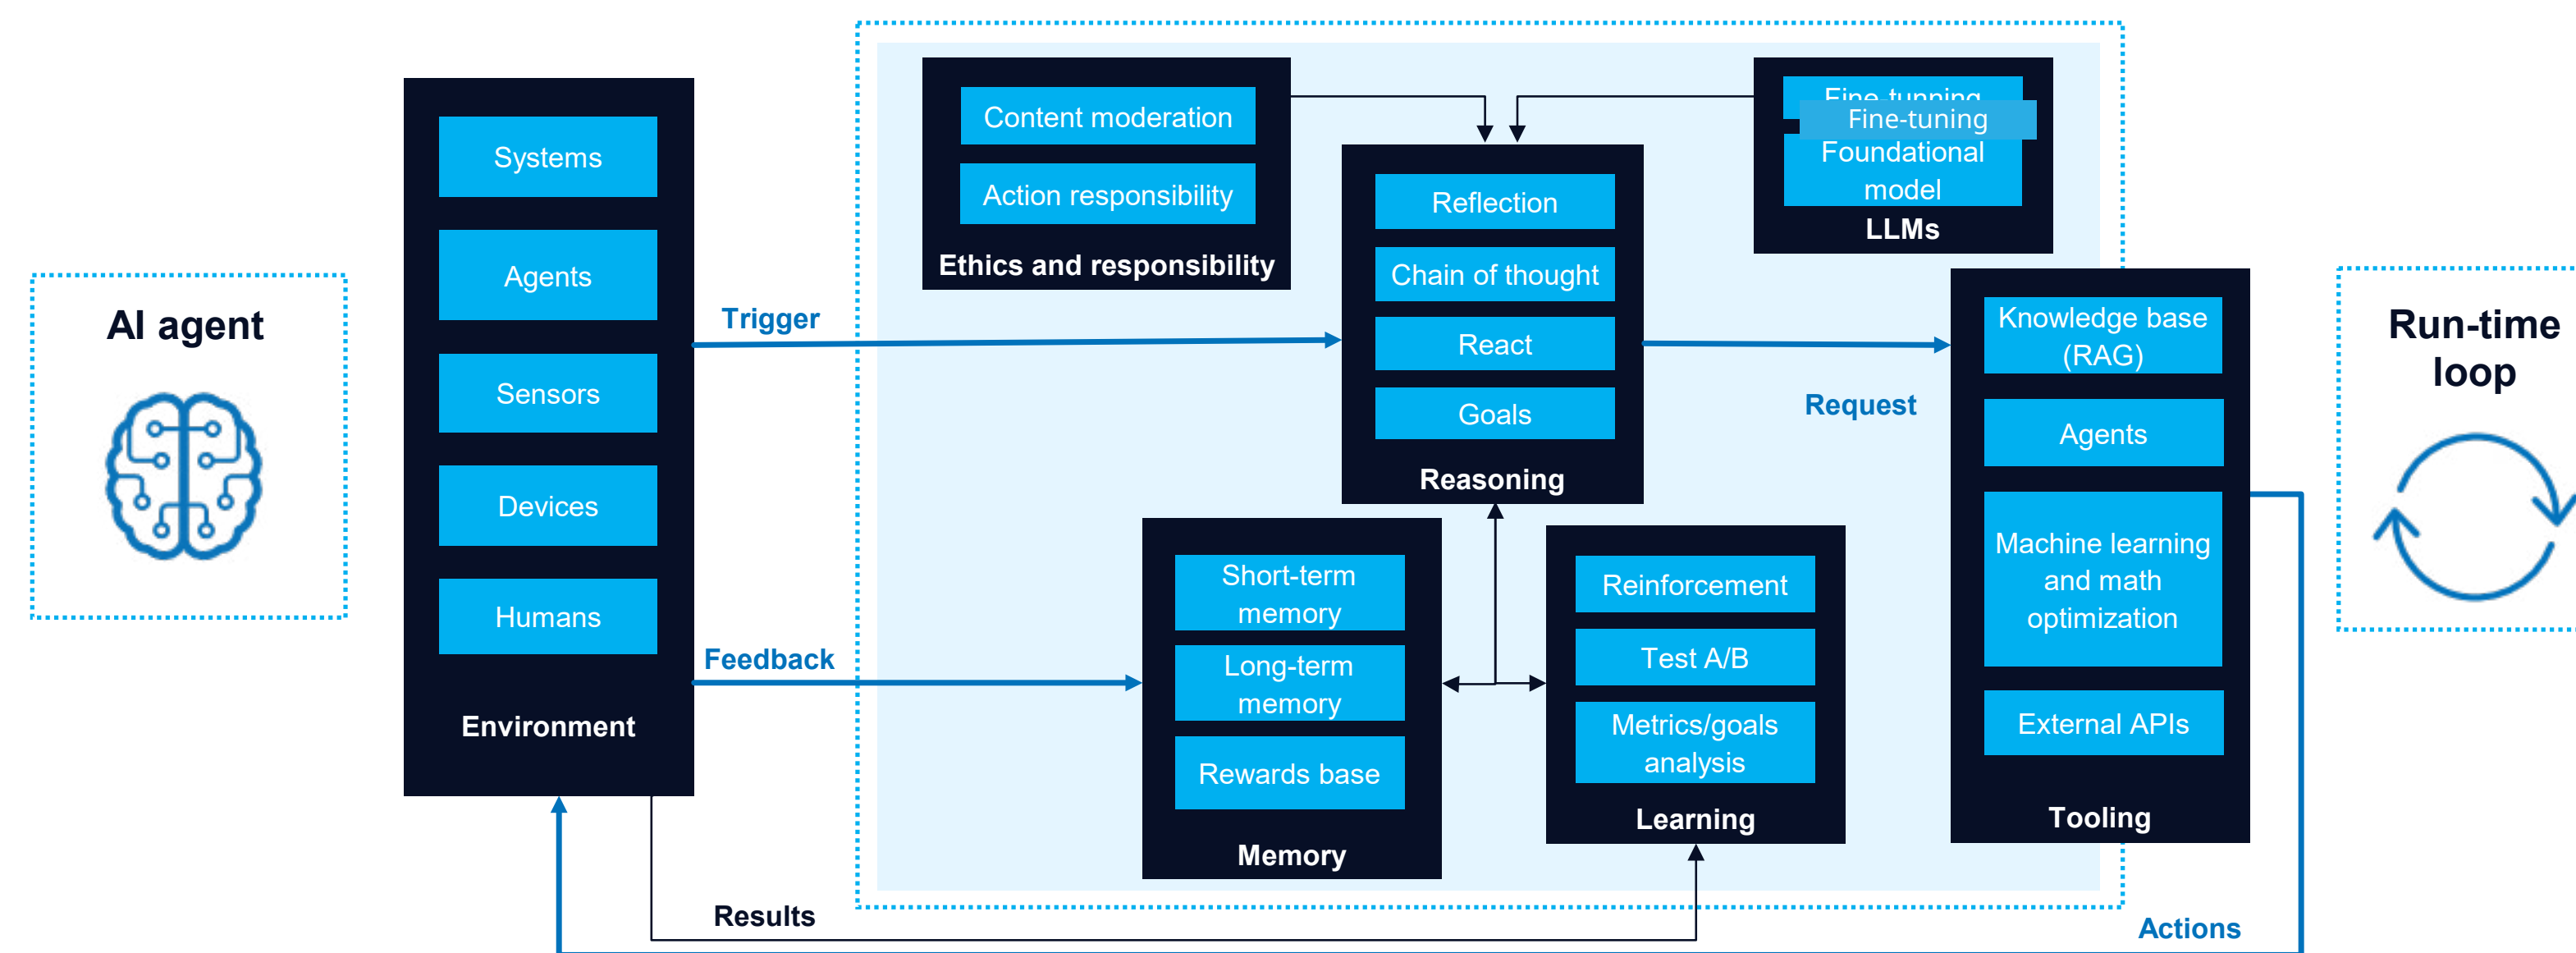 AI agent
Systems
Agents
Sensors
Devices
Humans
Environment
Trigger
Feedback
Results
Content moderation
Action responsibility
Ethics and responsibility
Reflection
Chain of thought
React
Goals
Reasoning
Fine-tunning
Fine-tuning
Foundational
model
LLMs
Short-term
memory
Long-term
memory
Rewards base
Memory
Reinforcement
Test A/B
Metrics/goals
analysis
Learning
Request
Knowledge base
(RAG)
Agents
Machine learning
and math
optimization
External APIs
Tooling
Actions
Run-time
loop